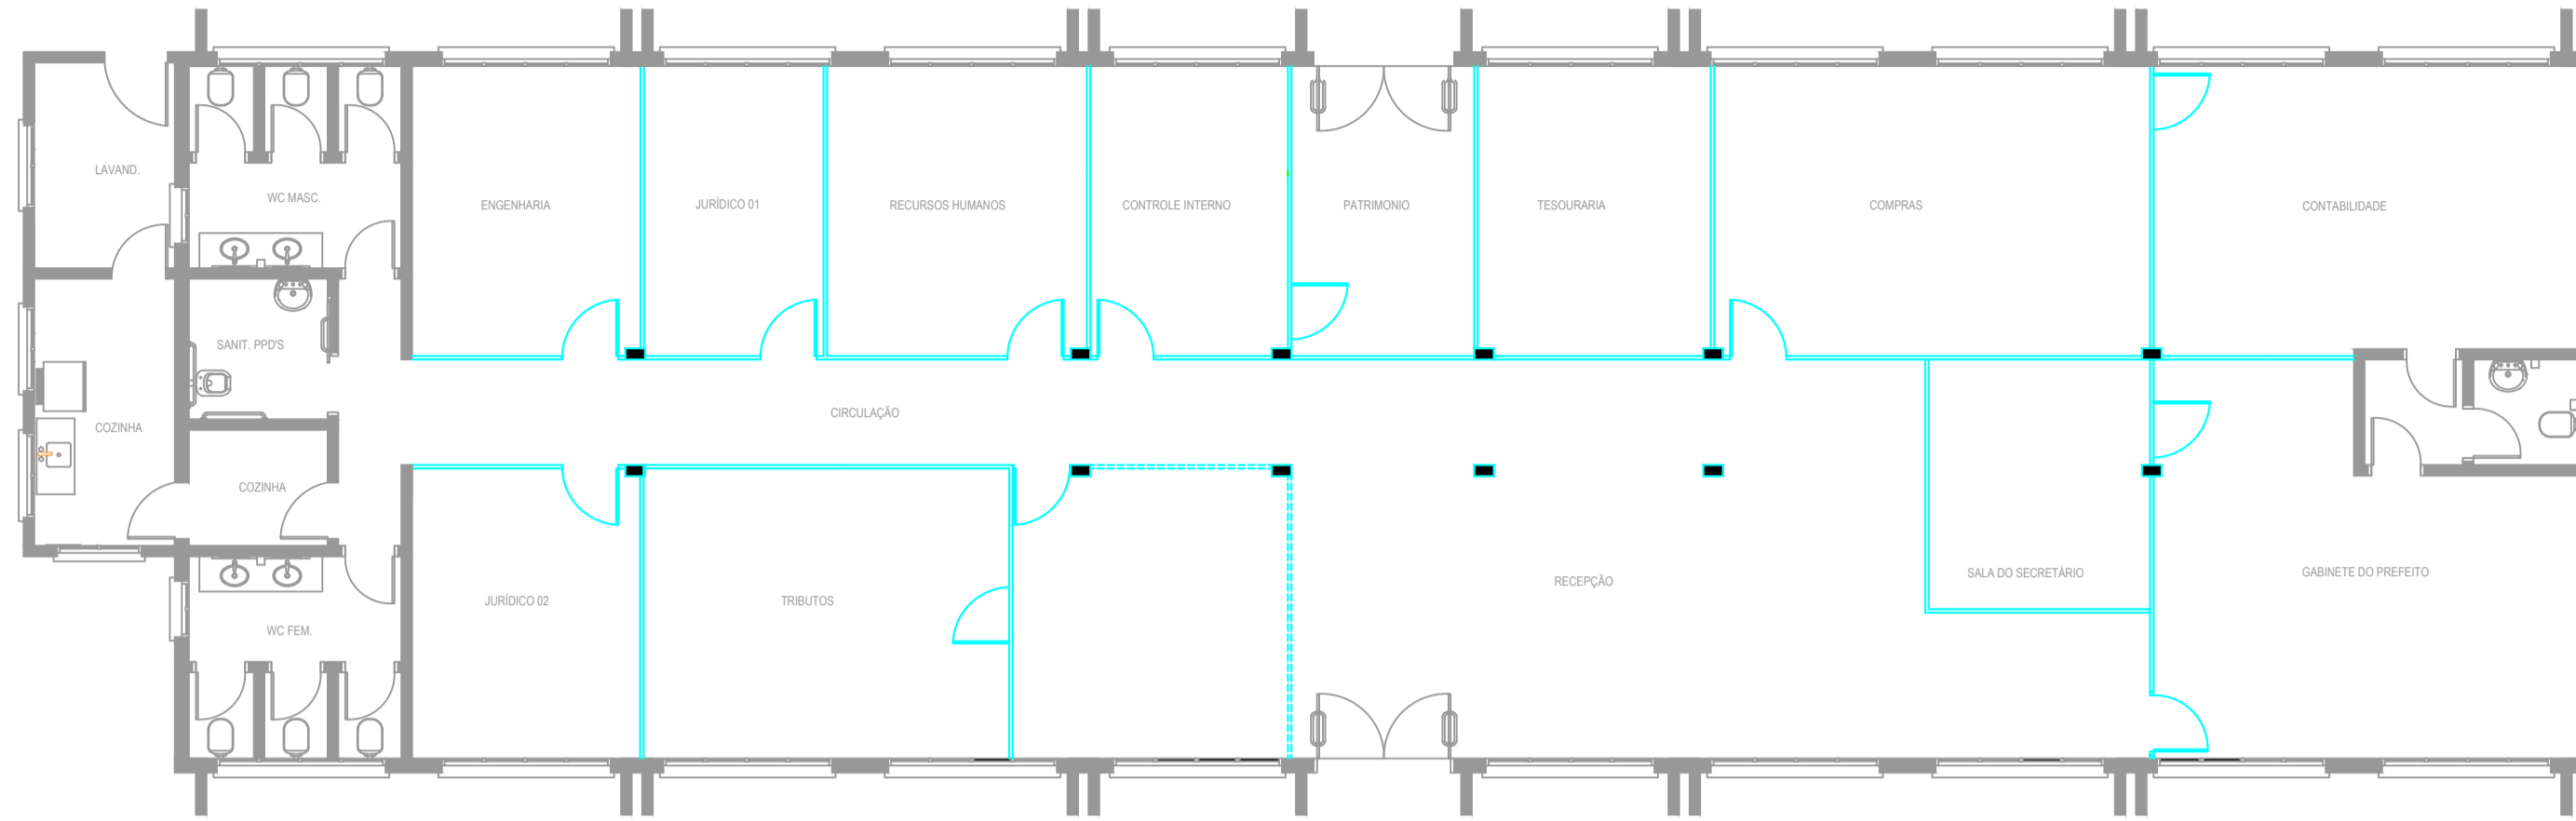 LAVAND.
WC MASC.
ENGENHARIA
JURÍDICO 01
RECURSOS HUMANOS
CONTROLE INTERNO
PATRIMONIO
TESOURARIA
COMPRAS
CONTABILIDADE
SANIT. PPD'S
COZINHA
CIRCULAÇÃO
COZINHA
WC FEM.
JURÍDICO 02
TRIBUTOS
RECEPÇÃO
SALA DO SECRETÁRIO
GABINETE DO PREFEITO